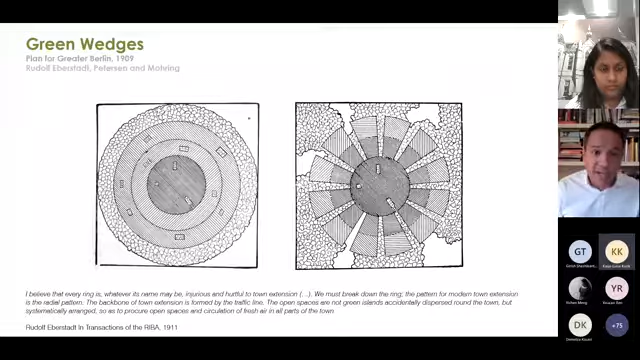 Green Wedges
Plan for Greater Berlin, 1909
Rudolf Eberstadt, Petersen and Mohring
I believe that every ring is, whatever its name may be, injurious and hurtful to town extension (...). We must break down the ring; the pattern for modern town extension
is the radial pattern. The backbone of town extension is formed by the traffic line. The open spaces are not green islands accidentally dispersed round the town, but
systematically arranged, so as to procure open spaces and circulation of fresh air in all parts of the town
Rudolf Eberstadt In Transactions of the RIBA, 1911
GT
KK
YR
DK
+75